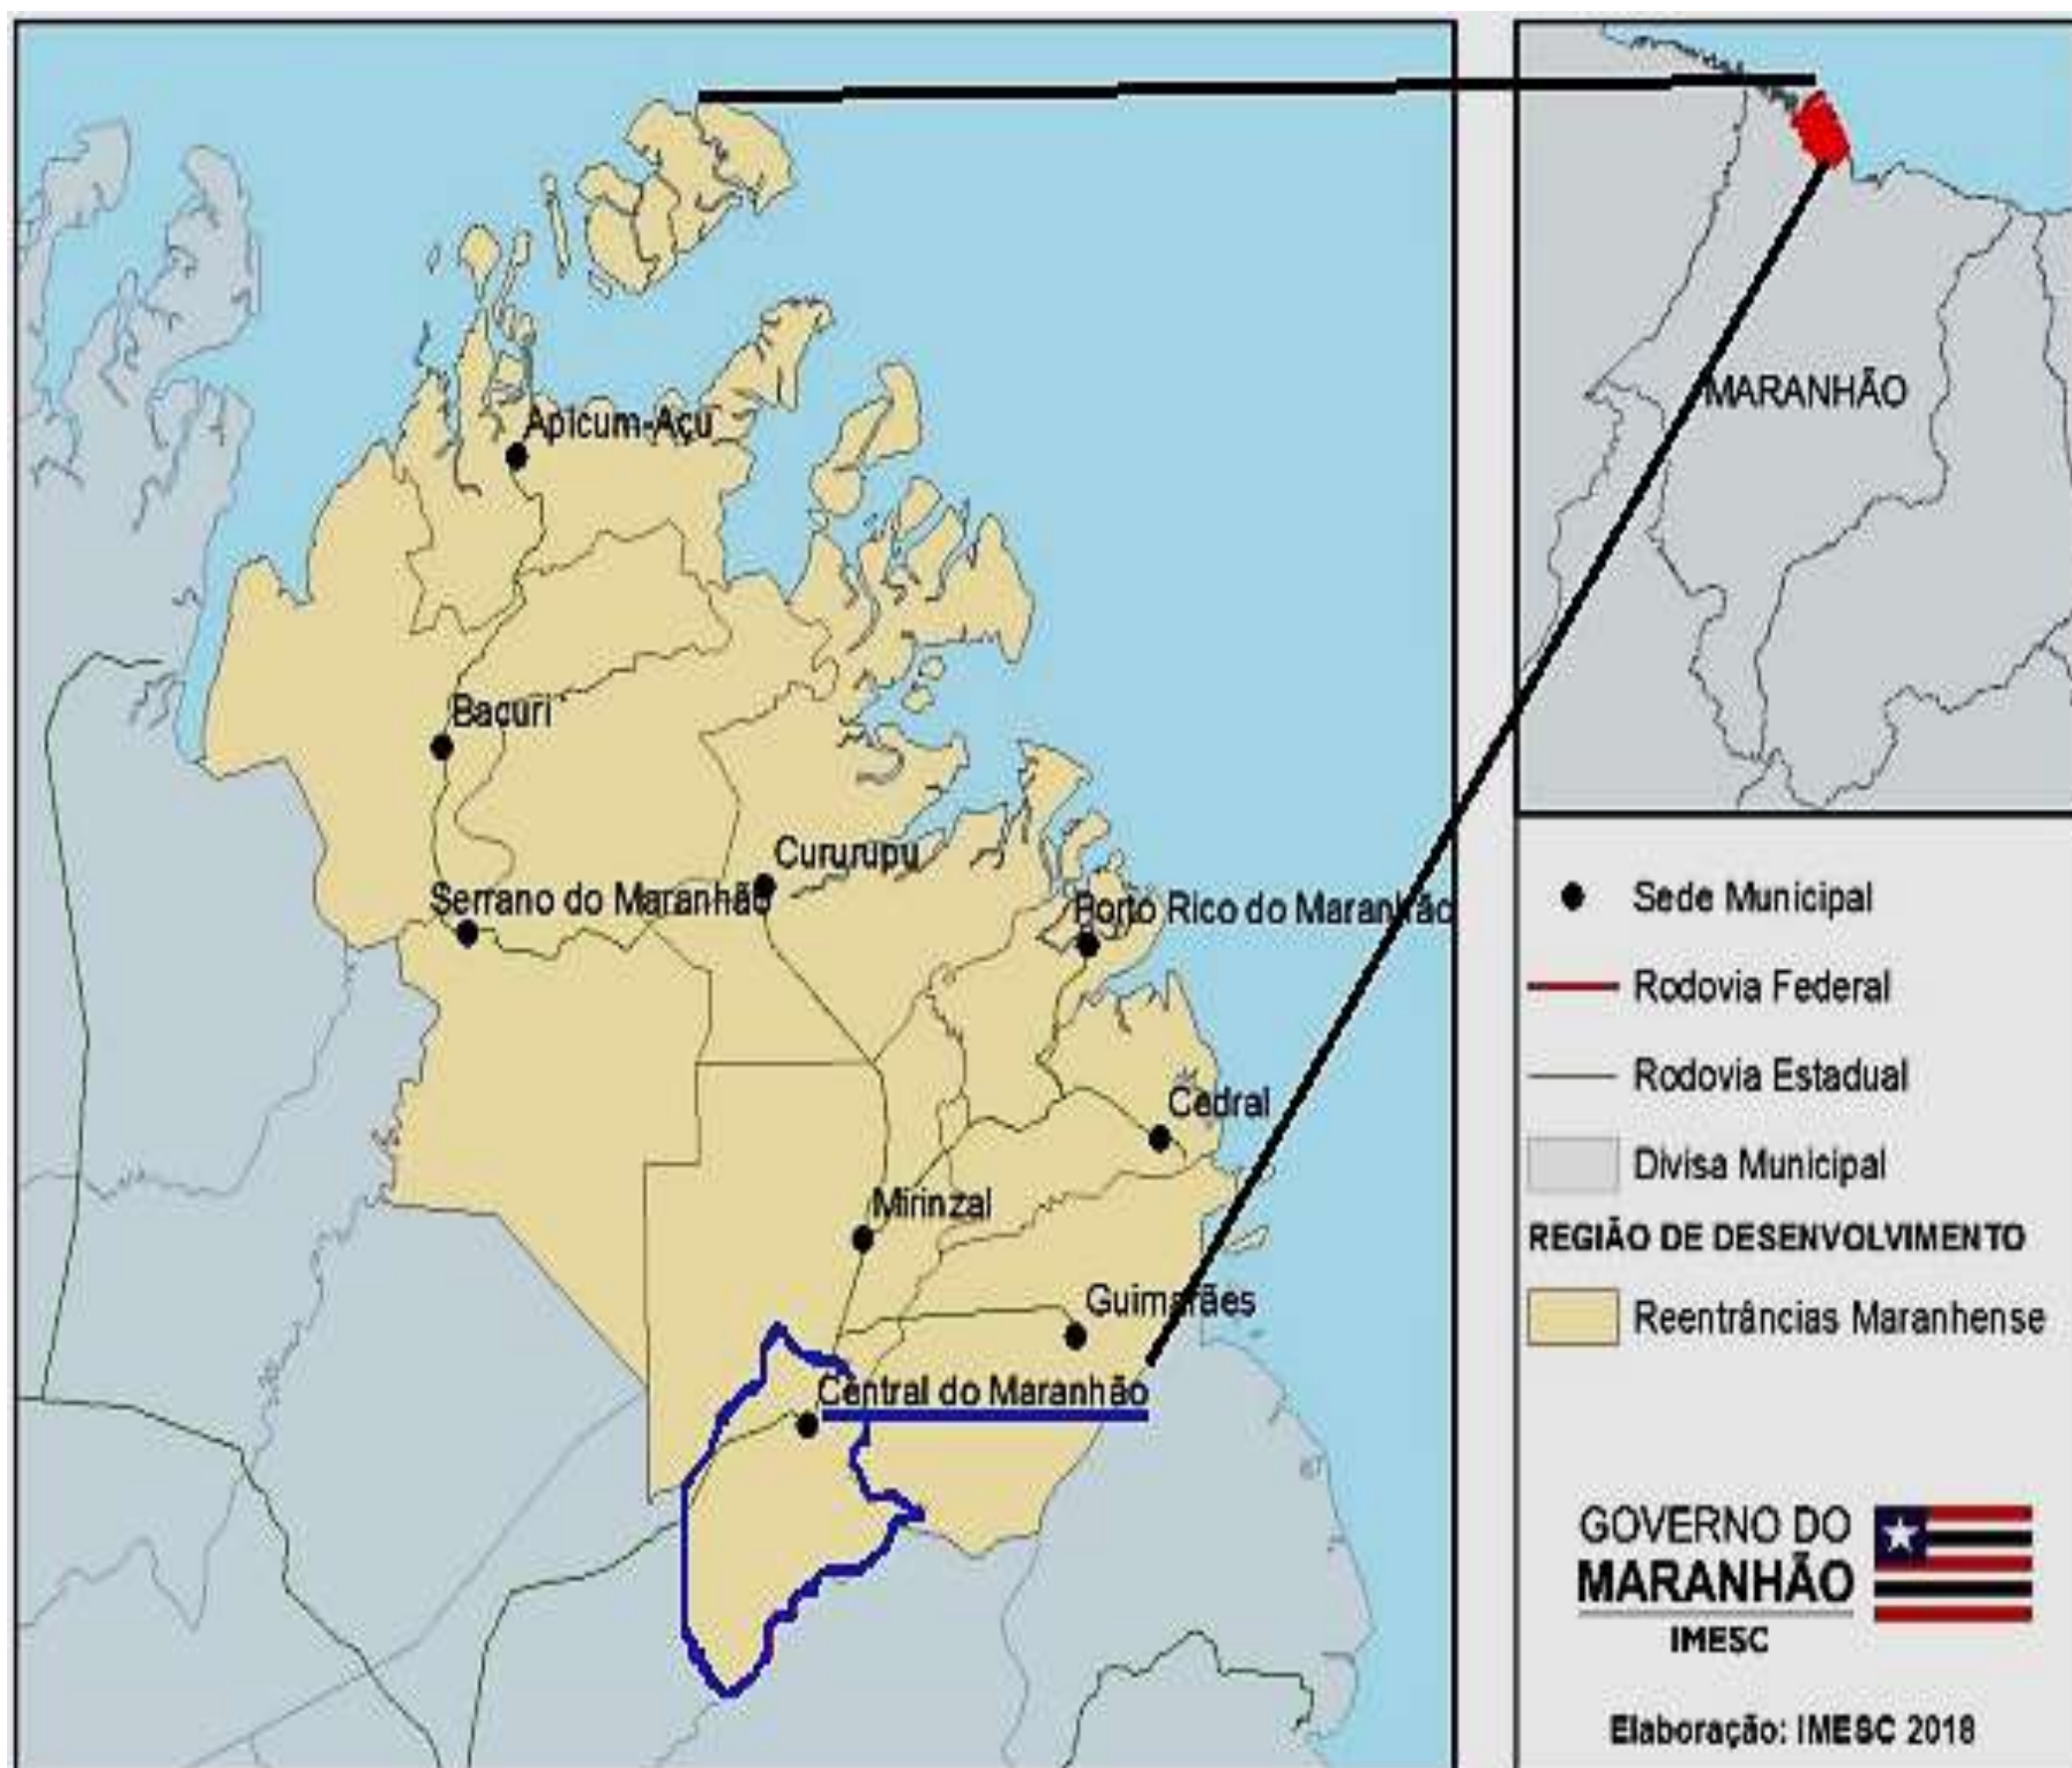 Apicum-Açu
Bacuri
Cururupu
Serrano do Maranhão
Porto Rico do Maranhão
Cedral
Mirinzal
Guimarães
Central do Maranhão
MARANHÃO
Sede Municipal
Rodovia Federal
Rodovia Estadual
Divisa Municipal
REGIÃO DE DESENVOLVIMENTO
Reentrâncias Maranhense
GOVERNO DO
MARANHÃO
IMESC
Elaboração: IMESC 2018